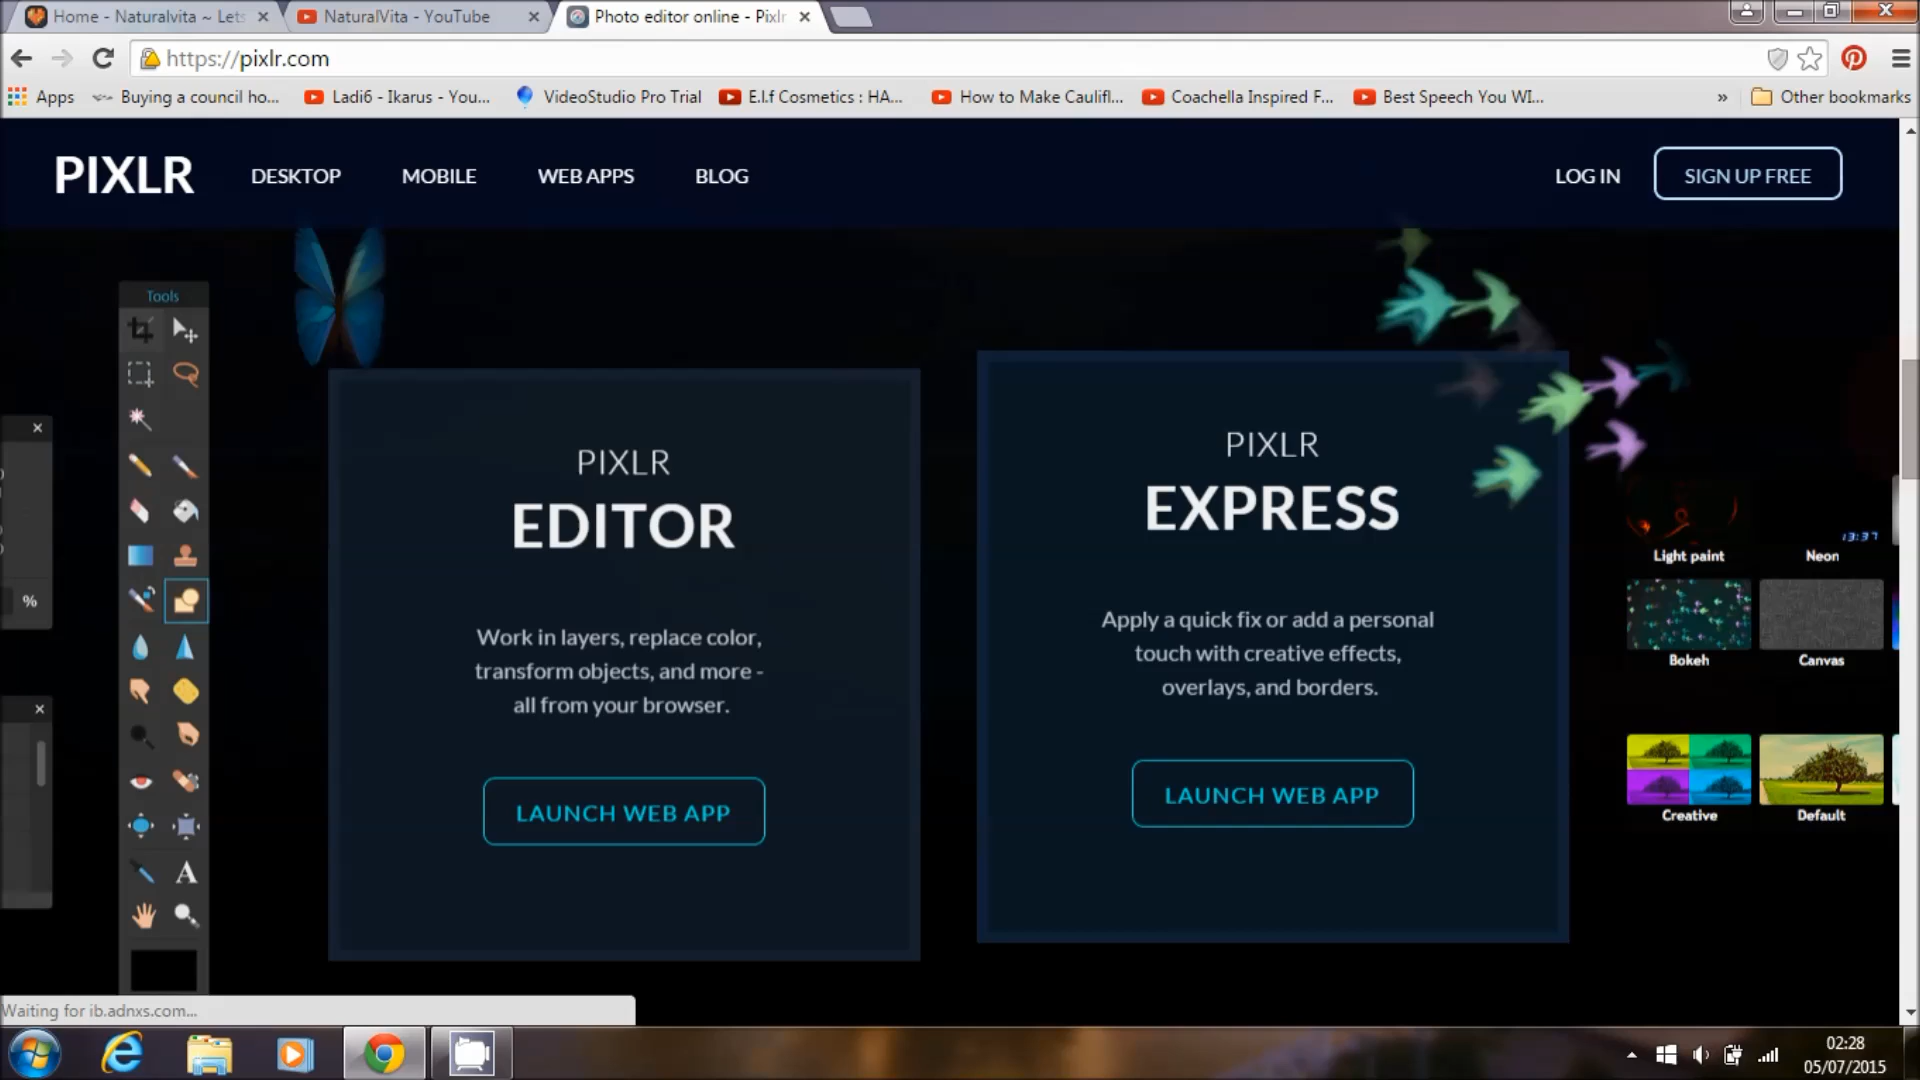 Home - Naturalvita ~ Lets
NaturalVita - YouTube
Photo editor online - Pixlr
https://pixlr.com
Apps
Buying a council ho...
Ladi6 - Ikarus - You...
VideoStudio Pro Trial
E.l.f Cosmetics : HA...
How to Make Caulifl...
Coachella Inspired F...
Best Speech You WI...
»
Other bookmarks
PIXLR
DESKTOP
MOBILE
WEB APPS
BLOG
LOG IN
SIGN UP FREE
Tools
%
PIXLR
EDITOR
Work in layers, replace color,
transform objects, and more -
all from your browser.
LAUNCH WEB APP
PIXLR
EXPRESS
Apply a quick fix or add a personal
touch with creative effects,
overlays, and borders.
LAUNCH WEB APP
13:37
Light paint
Neon
Bokeh
Canvas
Creative
Default
A
Waiting for ib.adnxs.com...
02:28
05/07/2015